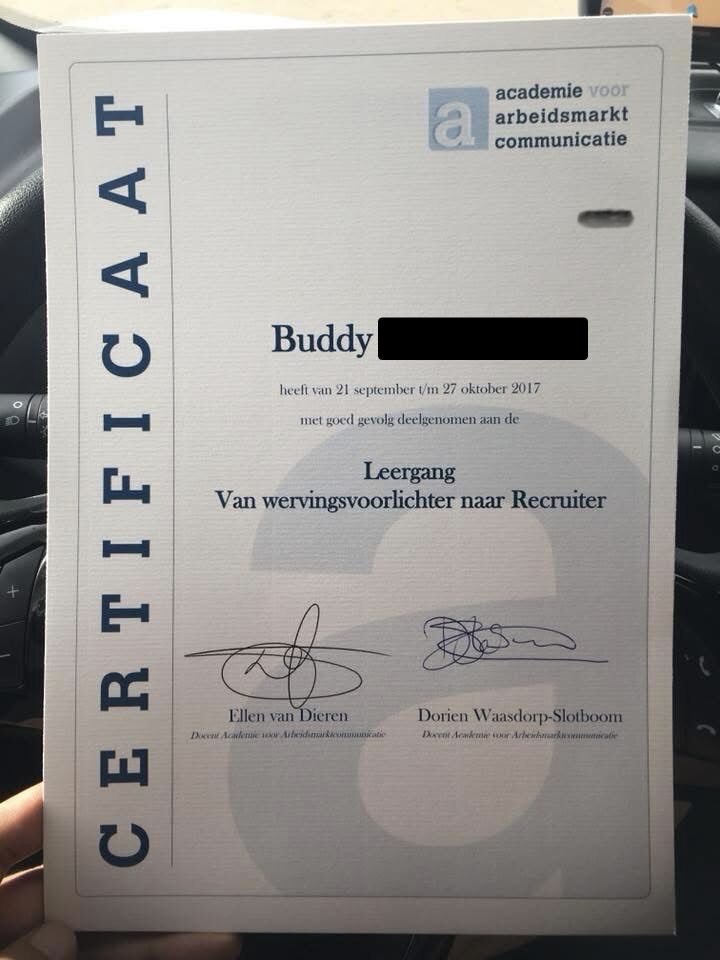 CERTIFICAAT
a academie voor
arbeidsmarkt
communicatie
Buddy
heeft van 21 september t/m 27 oktober 2017
met goed gevolg deelgenomen aan de
Leergang
Van wervingsvoorlichter naar Recruiter
Ellen van Dieren
Docent Academie voor Arbeidsmarktcommunicatie
Dorien Waasdorp-Slotboom
Docent Academie voor Arbeidsmarktcommunicatie